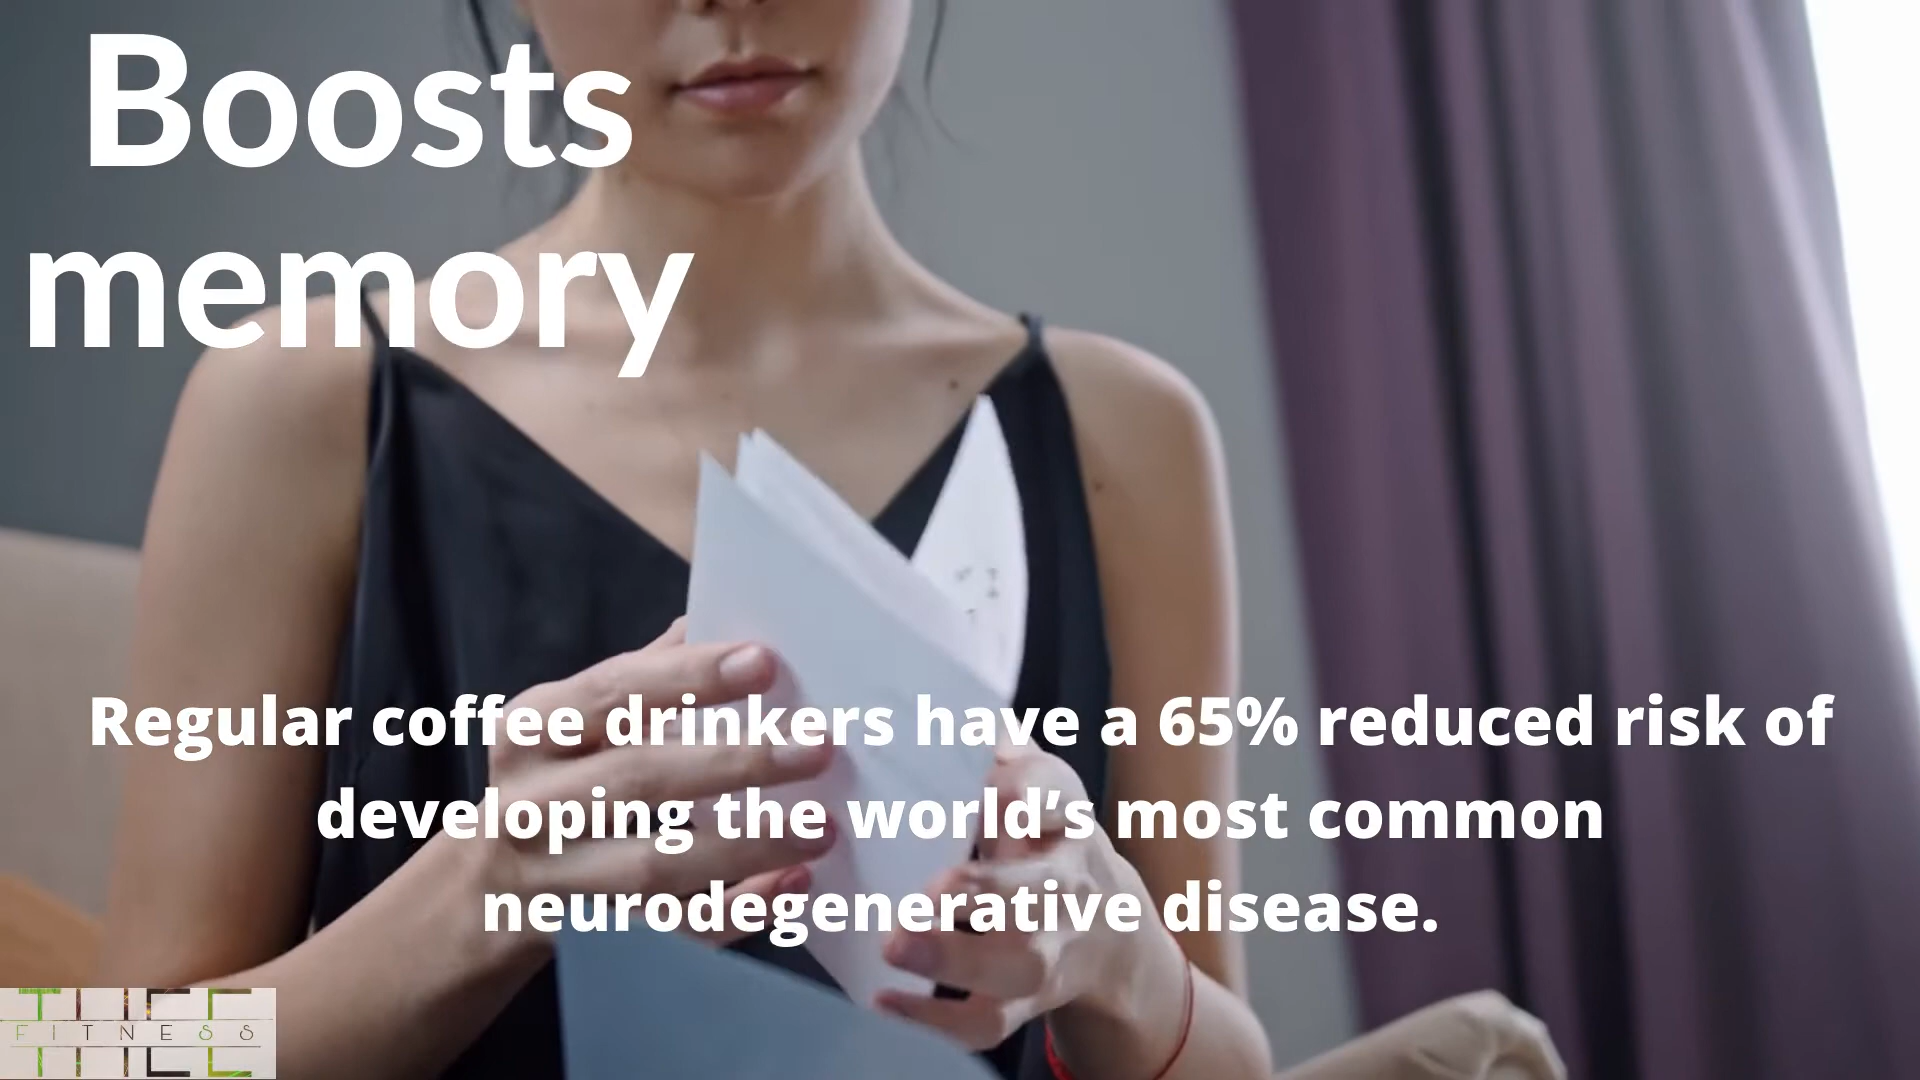 Boosts
memory
Regular coffee drinkers have a 65% reduced risk of
developing the world’s most common
neurodegenerative disease.
FITNESS